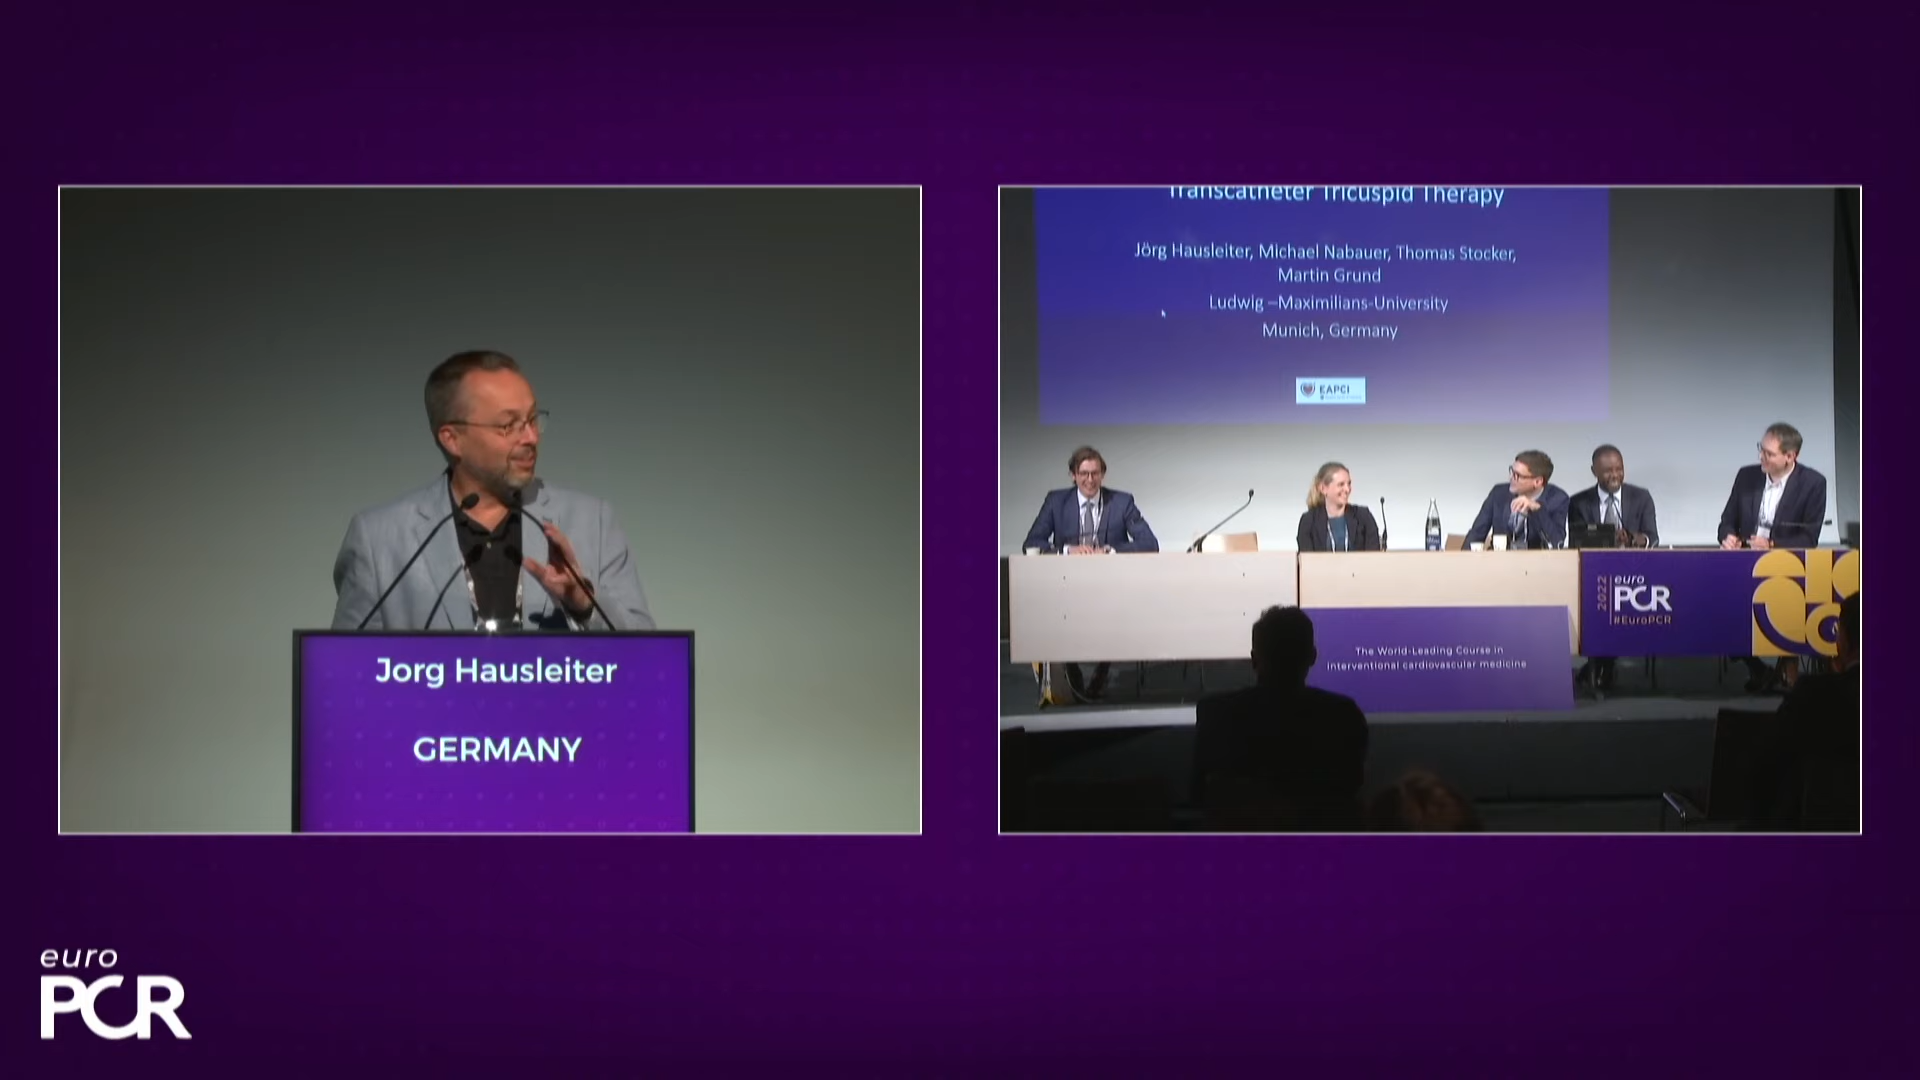 Jorg Hausleiter
GERMANY
Transcatheter Tricuspid Therapy
Jörg Hausleiter, Michael Nabauer, Thomas Stocker,
Martin Grund
Ludwig –Maximilians-University
Munich, Germany
EAPCI
2022
euro
PCR
#EuroPCR
The World-Leading Course in
interventional cardiovascular medicine
euro
PCR